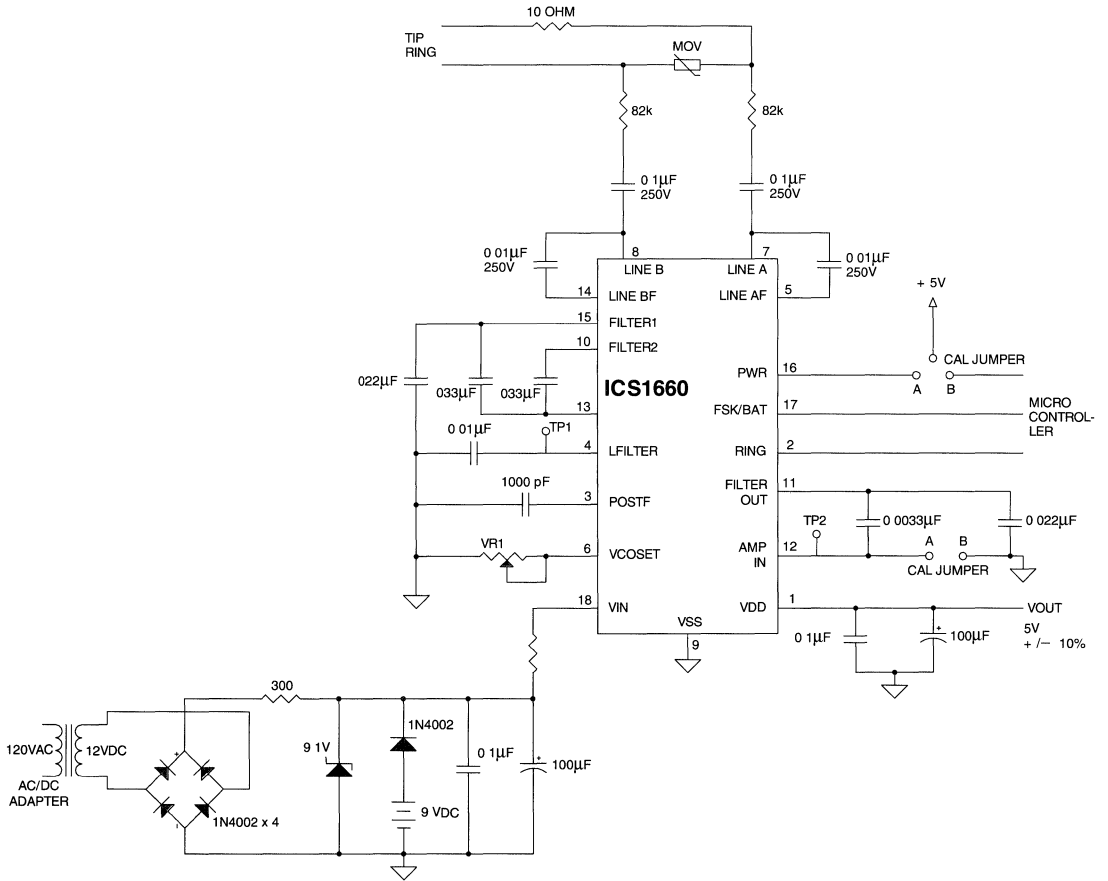 10 OHM
TIP
RING
MOV
82k
82k
0 1µF
250V
0 1µF
250V
0 01µF
250V
8
7
0 01µF
250V
LINE B
LINE A
14
LINE BF
LINE AF
5
+ 5V
15
FILTER1
10
FILTER2
CAL JUMPER
PWR
16
A
B
022µF
033µF
033µF
ICS1660
13
FSK/BAT
17
MICRO
CONTROL-
LER
0 01µF
TP1
4
LFILTER
RING
2
1000 pF
3
POSTF
FILTER
OUT
11
TP2
0 0033µF
0 022µF
VR1
6
VCOSET
AMP
IN
12
A
B
CAL JUMPER
18
VIN
VDD
1
VOUT
5V
+ /− 10%
VSS
9
0 1µF
+
100µF
300
120VAC
12VDC
AC/DC
ADAPTER
+
−
1N4002 x 4
9 1V
1N4002
9 VDC
0 1µF
+
100µF